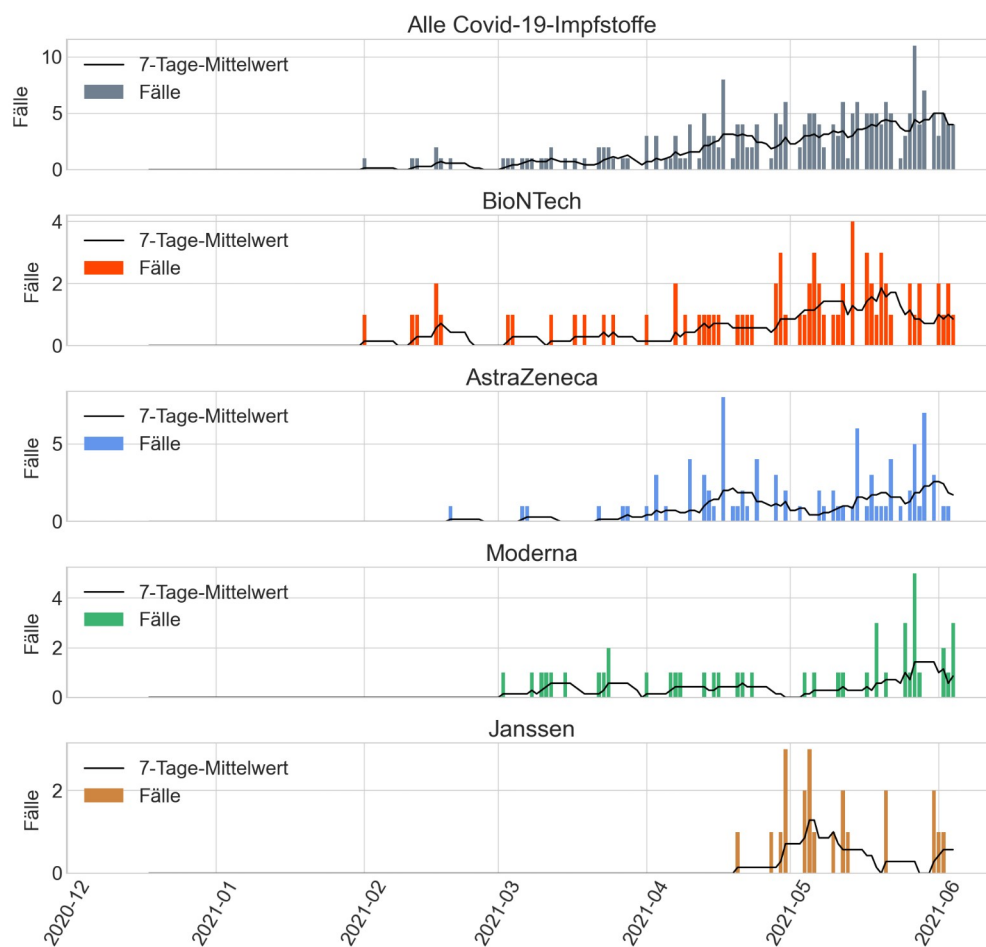 Alle Covid-19-Impfstoffe
10
5
0
Fälle
7-Tage-Mittelwert
Fälle
BioNTech
4
2
0
Fälle
7-Tage-Mittelwert
Fälle
AstraZeneca
5
0
Fälle
7-Tage-Mittelwert
Fälle
Moderna
4
2
0
Fälle
7-Tage-Mittelwert
Fälle
Janssen
2
0
Fälle
7-Tage-Mittelwert
Fälle
2020-12
2021-01
2021-02
2021-03
2021-04
2021-05
2021-06